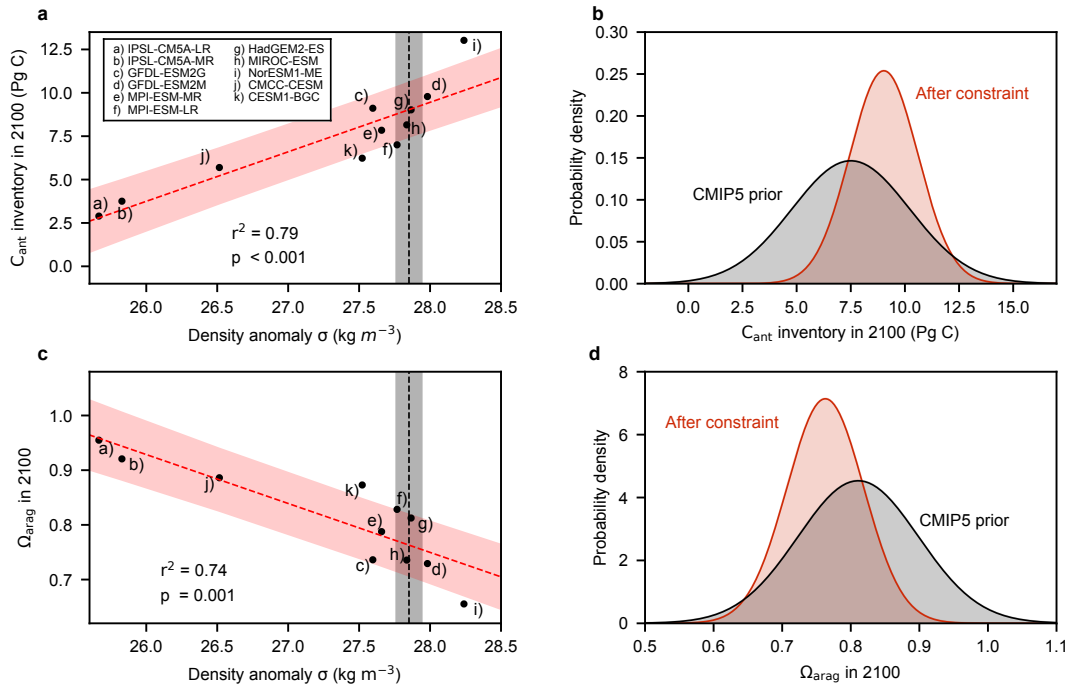 a
12.5
10.0
7.5
5.0
2.5
0.0
C_ant inventory in 2100 (Pg C)
a) IPSL-CM5A-LR
b) IPSL-CM5A-MR
c) GFDL-ESM2G
d) GFDL-ESM2M
e) MPI-ESM-MR
f) MPI-ESM-LR
g) HadGEM2-ES
h) MIROC-ESM
i) NorESM1-ME
j) CMCC-CESM
k) CESM1-BGC
a)
b)
j)
k)
c)
e)
f)
g)
h)
d)
i)
r² = 0.79
p < 0.001
26.0 26.5 27.0 27.5 28.0 28.5
Density anomaly σ (kg m⁻³)
b
0.30
0.25
0.20
0.15
0.10
0.05
0.00
Probability density
After constraint
CMIP5 prior
0.0 2.5 5.0 7.5 10.0 12.5 15.0
C_ant inventory in 2100 (Pg C)
c
1.0
0.9
0.8
0.7
Ω_arag in 2100
a)
b)
j)
k)
f)
e)
g)
c)
h)
d)
i)
r² = 0.74
p = 0.001
26.0 26.5 27.0 27.5 28.0 28.5
Density anomaly σ (kg m⁻³)
d
8
6
4
2
0
Probability density
After constraint
CMIP5 prior
0.5 0.6 0.7 0.8 0.9 1.0 1.1
Ω_arag in 2100